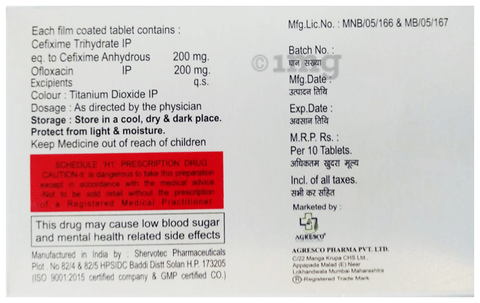 Each film coated tablet contains :
Cefixime Trihydrate IP
eq. to Cefixime Anhydrous 200 mg.
Ofloxacin IP 200 mg.
Excipients q.s.
Colour : Titanium Dioxide IP
Dosage : As directed by the physician
Storage : Store in a cool, dry & dark place.
Protect from light & moisture.
Keep Medicine out of reach of children
SCHEDULE 'H1' PRESCRIPTION DRUG
CAUTION-It is dangerous to take this preparation
except in accordance with the medical advice
-Not to be sold retail without the prescription
of a Registered Medical Practitioner.
This drug may cause low blood sugar
and mental health related side effects
Manufactured in India by : Shervotec Pharmaceuticals
Plot : No 82/4 & 82/5 HPSIDC Baddi Distt Solan H.P. 173205
(ISO 9001:2015 certified company & GMP certified CO.)
Mfg.Lic.No. : MNB/05/166 & MB/05/167
Batch No. :
घान संख्या
Mfg.Date :
उत्पादन तिथि
Exp.Date :
अवसान तिथि
M.R.P. Rs. :
Per 10 Tablets.
अधिकतम खुदरा मूल्य
Incl. of all taxes.
सभी कर सहित
Marketed by :
AGRESCO
AGRESCO PHARMA PVT. LTD.
C/22 Manga Krupa CHS Ltd.,
Appapada Malad (E) Near
Lokhandwala Mumbai Maharashtra
® Registered Trade Mark
©1mg